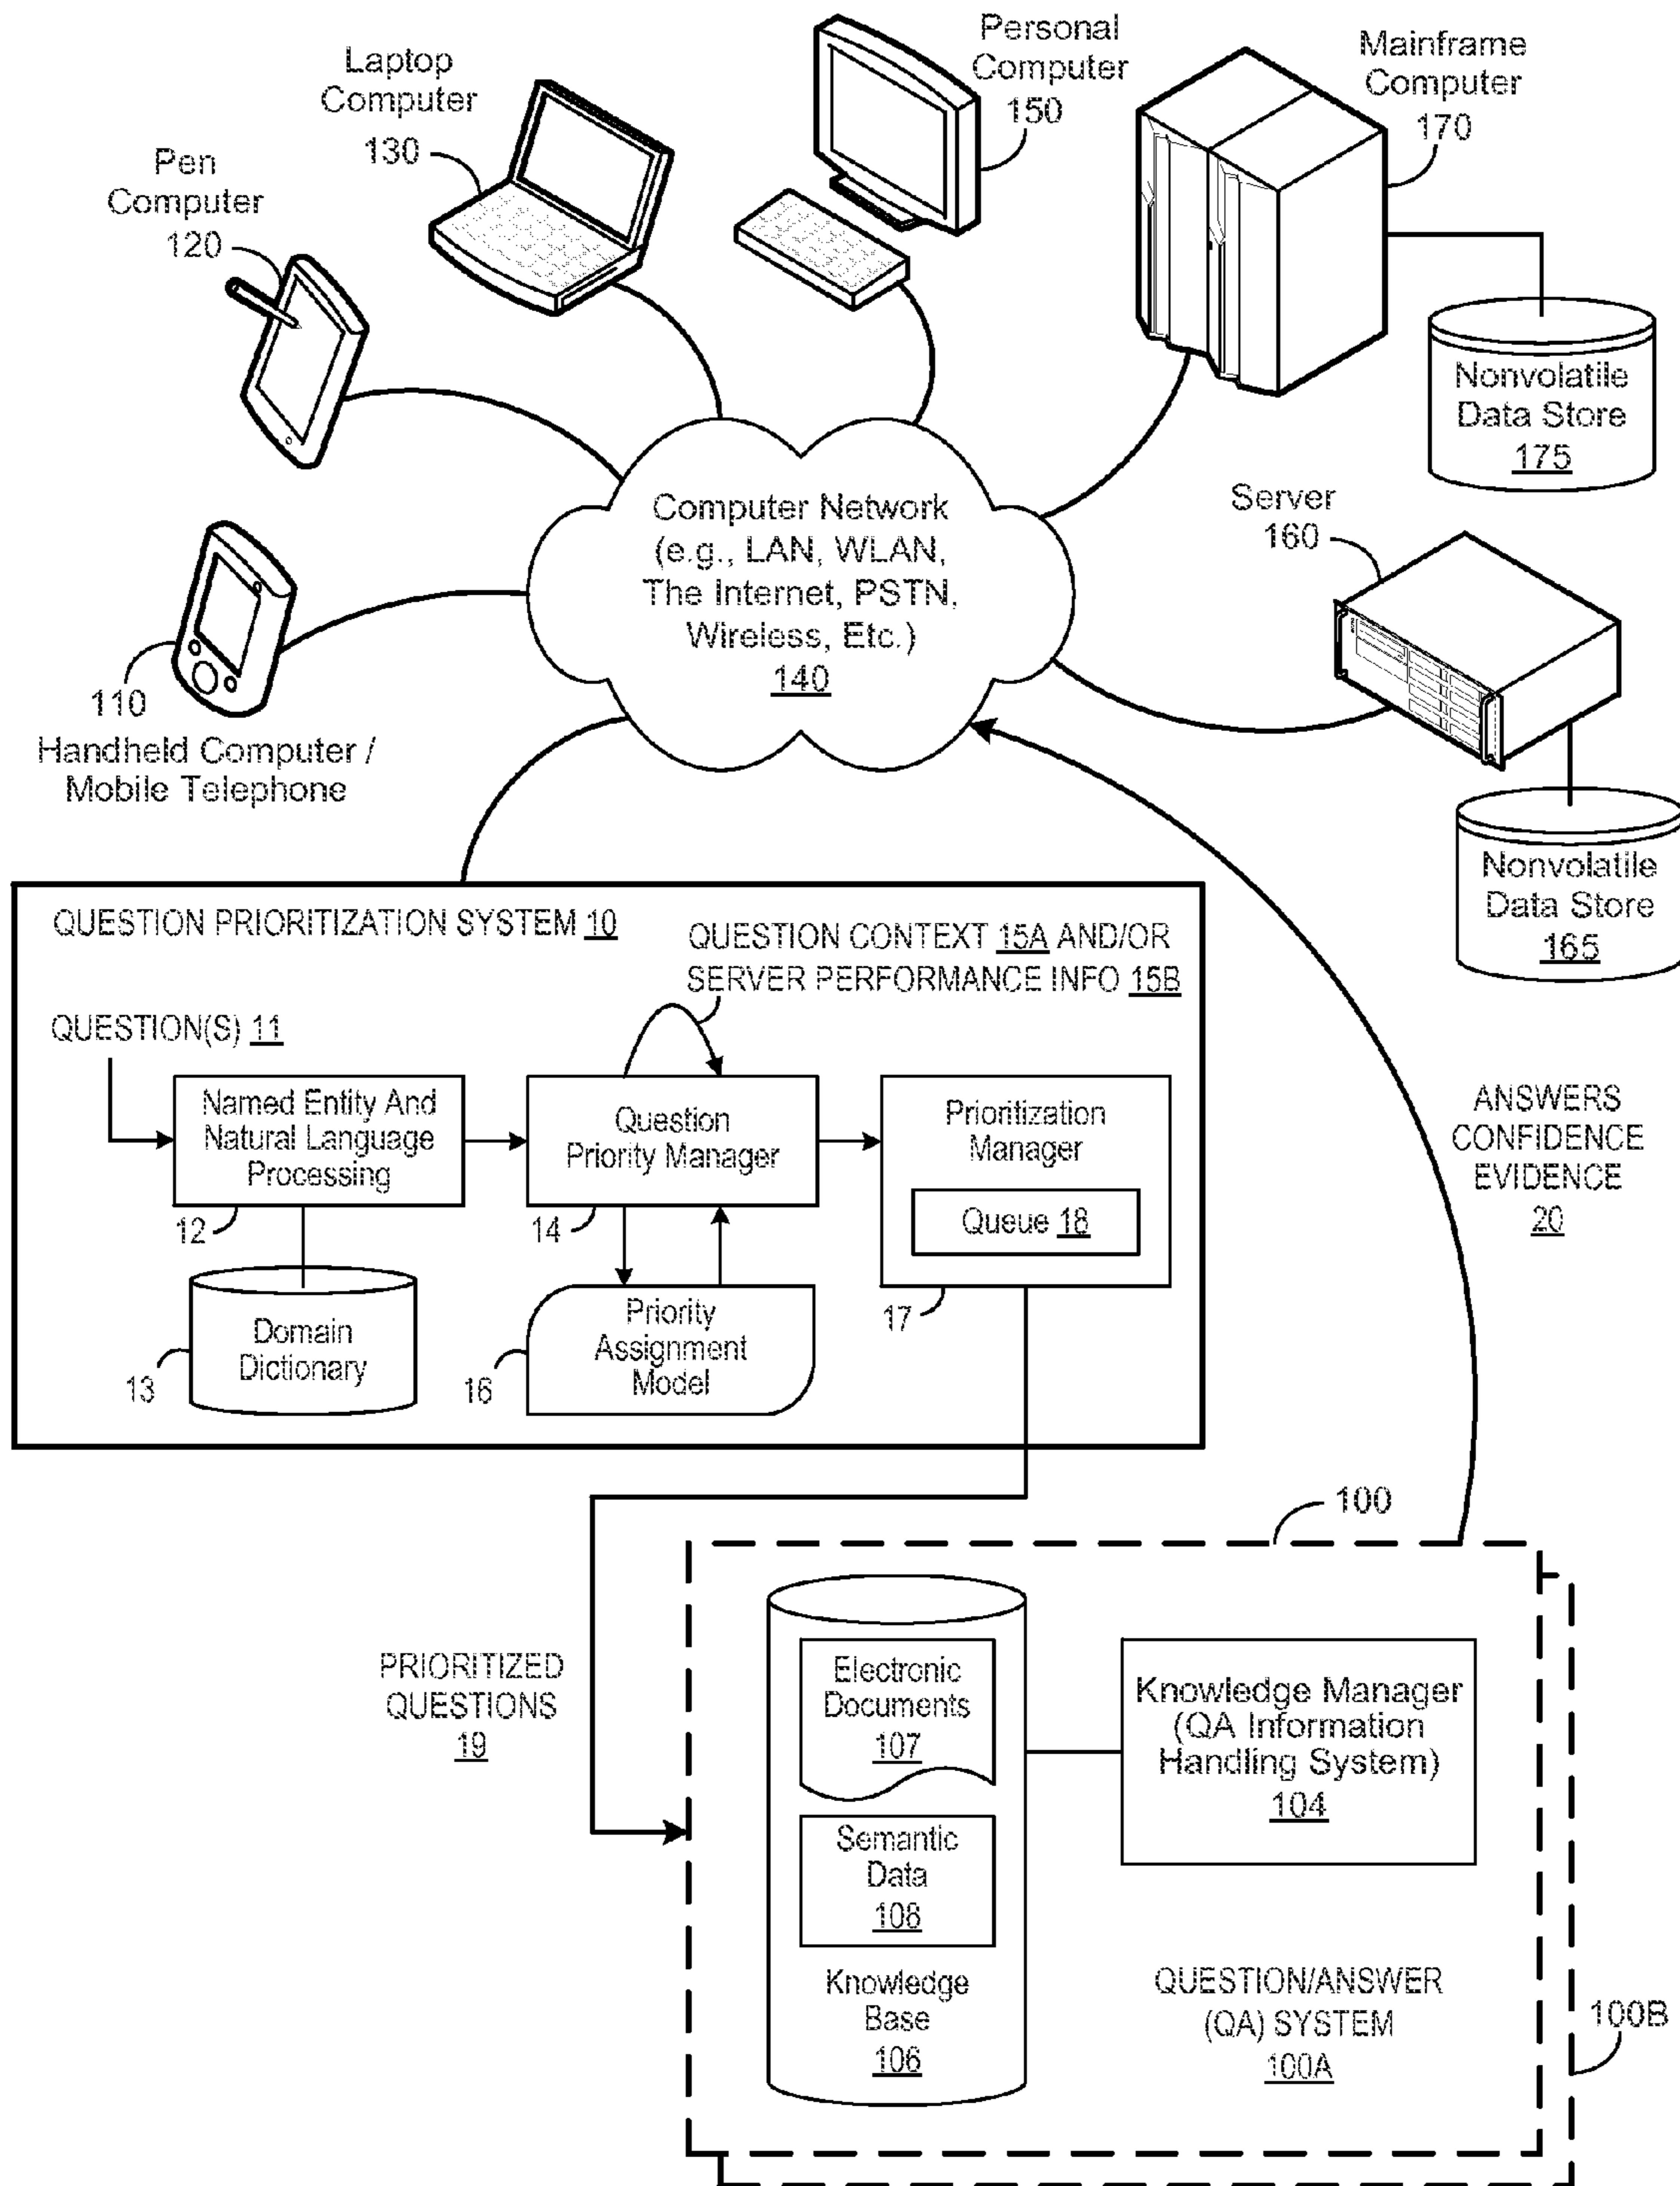 Laptop
Computer
130
Personal
Computer
150
Mainframe
Computer
170
Pen
Computer
120
Nonvolatile
Data Store
175
Computer Network
(e.g., LAN, WLAN,
The Internet, PSTN,
Wireless, Etc.)
140
Server
160
110
Handheld Computer /
Mobile Telephone
Nonvolatile
Data Store
165
QUESTION PRIORITIZATION SYSTEM 10
QUESTION CONTEXT 15A AND/OR
SERVER PERFORMANCE INFO 15B
QUESTION(S) 11
Named Entity And
Natural Language
Processing
12
Question
Priority Manager
14
Prioritization
Manager
Queue 18
17
Domain
Dictionary
13
Priority
Assignment
Model
16
ANSWERS
CONFIDENCE
EVIDENCE
20
100
PRIORITIZED
QUESTIONS
19
Electronic
Documents
107
Semantic
Data
108
Knowledge
Base
106
Knowledge Manager
(QA Information
Handling System)
104
QUESTION/ANSWER
(QA) SYSTEM
100A
100B